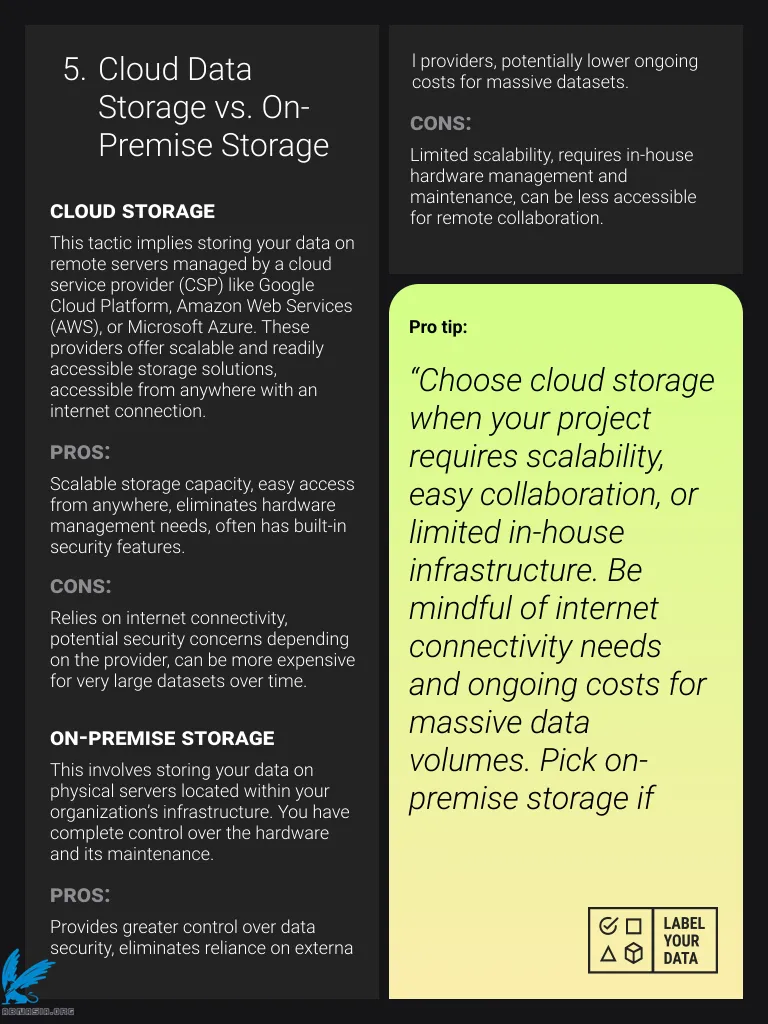 5. Cloud Data
Storage vs. On-
Premise Storage
CLOUD STORAGE
This tactic implies storing your data on
remote servers managed by a cloud
service provider (CSP) like Google
Cloud Platform, Amazon Web Services
(AWS), or Microsoft Azure. These
providers offer scalable and readily
accessible storage solutions,
accessible from anywhere with an
internet connection.
PROS:
Scalable storage capacity, easy access
from anywhere, eliminates hardware
management needs, often has built-in
security features.
CONS:
Relies on internet connectivity,
potential security concerns depending
on the provider, can be more expensive
for very large datasets over time.
ON-PREMISE STORAGE
This involves storing your data on
physical servers located within your
organization’s infrastructure. You have
complete control over the hardware
and its maintenance.
PROS:
Provides greater control over data
security, eliminates reliance on externa
l providers, potentially lower ongoing
costs for massive datasets.
CONS:
Limited scalability, requires in-house
hardware management and
maintenance, can be less accessible
for remote collaboration.
Pro tip:
“Choose cloud storage
when your project
requires scalability,
easy collaboration, or
limited in-house
infrastructure. Be
mindful of internet
connectivity needs
and ongoing costs for
massive data
volumes. Pick on-
premise storage if
LABEL
YOUR
DATA
ABMASIA.ORG